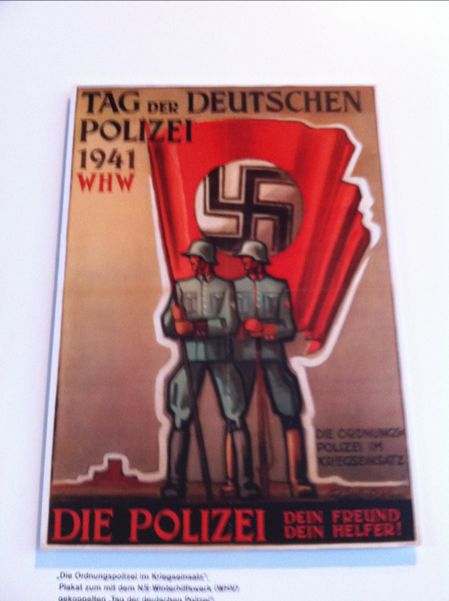 TAG DER DEUTSCHEN
POLIZEI
1941
WHW
DIE ORDNUNGS=
POLIZEI IM
KRIEGSEINSATZ
DIE POLIZEI DEIN FREUND
DEIN HELFER!
„Die Ordnungspolizei im Kriegseinsatz“:
Plakat zum mit dem NS-Winterhilfswerk (WHW)
gekoppelten „Tag der deutschen Polizei“